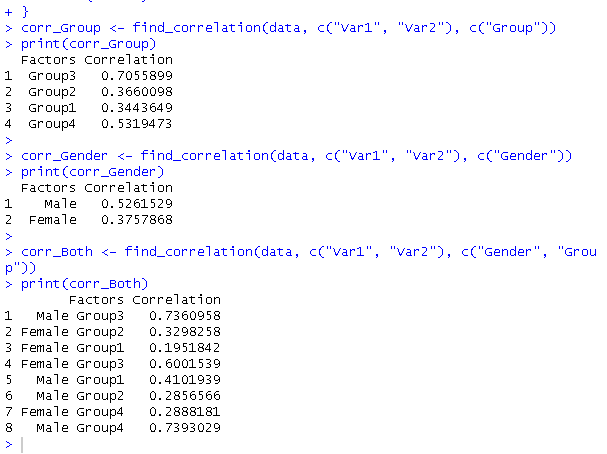 + }
> corr_Group <- find_correlation(data, c("Var1", "Var2"), c("Group"))
> print(corr_Group)
  Factors Correlation
1  Group3   0.7055899
2  Group2   0.3660098
3  Group1   0.3443649
4  Group4   0.5319473
>
> corr_Gender <- find_correlation(data, c("Var1", "Var2"), c("Gender"))
> print(corr_Gender)
  Factors Correlation
1    Male   0.5261529
2  Female   0.3757868
>
> corr_Both <- find_correlation(data, c("Var1", "Var2"), c("Gender", "Grou
p"))
> print(corr_Both)
        Factors Correlation
1   Male Group3   0.7360958
2 Female Group2   0.3298258
3 Female Group1   0.1951842
4 Female Group3   0.6001539
5   Male Group1   0.4101939
6   Male Group2   0.2856566
7 Female Group4   0.2888181
8   Male Group4   0.7393029
>